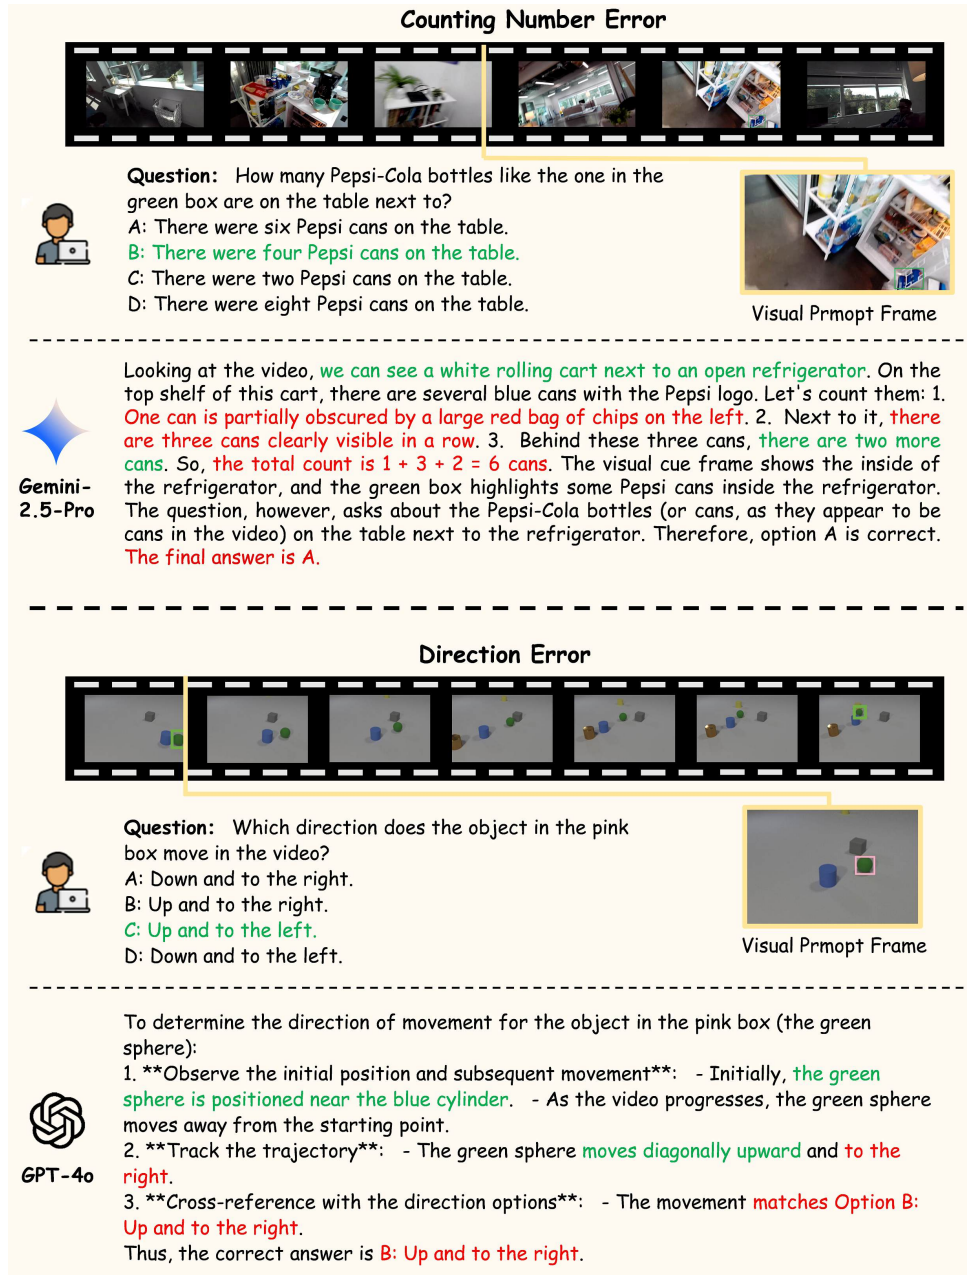 Counting Number Error
Question: How many Pepsi-Cola bottles like the one in the
green box are on the table next to?
A: There were six Pepsi cans on the table.
B: There were four Pepsi cans on the table.
C: There were two Pepsi cans on the table.
D: There were eight Pepsi cans on the table.
Visual Prmopt Frame
Looking at the video, we can see a white rolling cart next to an open refrigerator. On the
top shelf of this cart, there are several blue cans with the Pepsi logo. Let's count them: 1.
One can is partially obscured by a large red bag of chips on the left. 2. Next to it, there
are three cans clearly visible in a row. 3. Behind these three cans, there are two more
cans. So, the total count is 1 + 3 + 2 = 6 cans. The visual cue frame shows the inside of
the refrigerator, and the green box highlights some Pepsi cans inside the refrigerator.
The question, however, asks about the Pepsi-Cola bottles (or cans, as they appear to be
cans in the video) on the table next to the refrigerator. Therefore, option A is correct.
The final answer is A.
Gemini-
2.5-Pro
Direction Error
Question: Which direction does the object in the pink
box move in the video?
A: Down and to the right.
B: Up and to the right.
C: Up and to the left.
D: Down and to the left.
Visual Prmopt Frame
To determine the direction of movement for the object in the pink box (the green
sphere):
1. **Observe the initial position and subsequent movement**: - Initially, the green
sphere is positioned near the blue cylinder. - As the video progresses, the green sphere
moves away from the starting point.
2. **Track the trajectory**: - The green sphere moves diagonally upward and to the
right.
3. **Cross-reference with the direction options**: - The movement matches Option B:
Up and to the right.
Thus, the correct answer is B: Up and to the right.
GPT-4o